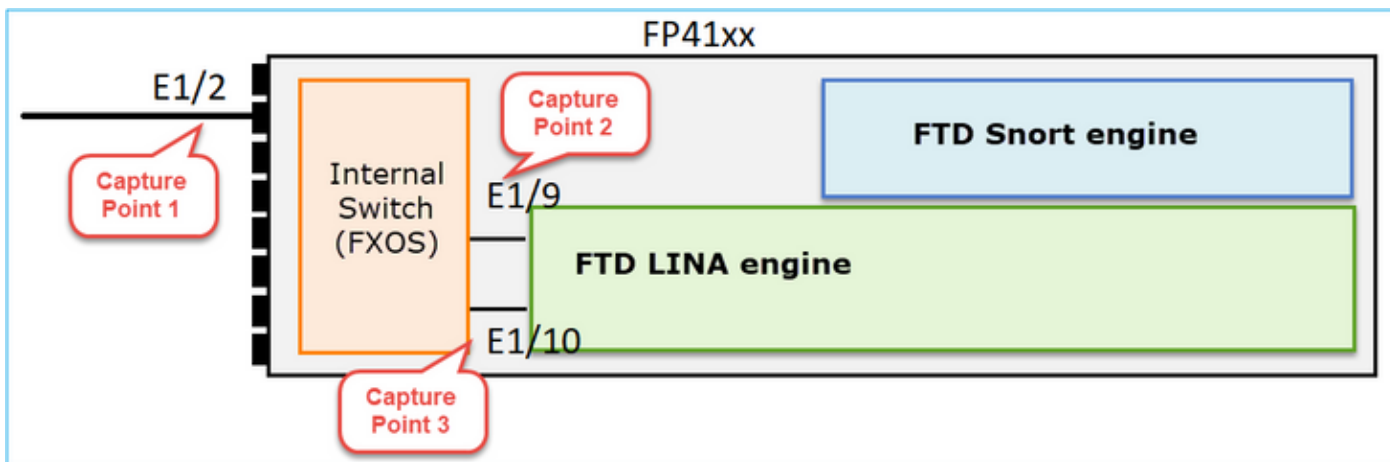 FP41xx
E1/2
Capture
Point 1
Capture
Point 2
Internal
Switch
(FXOS)
E1/9
FTD Snort engine
FTD LINA engine
E1/10
Capture
Point 3